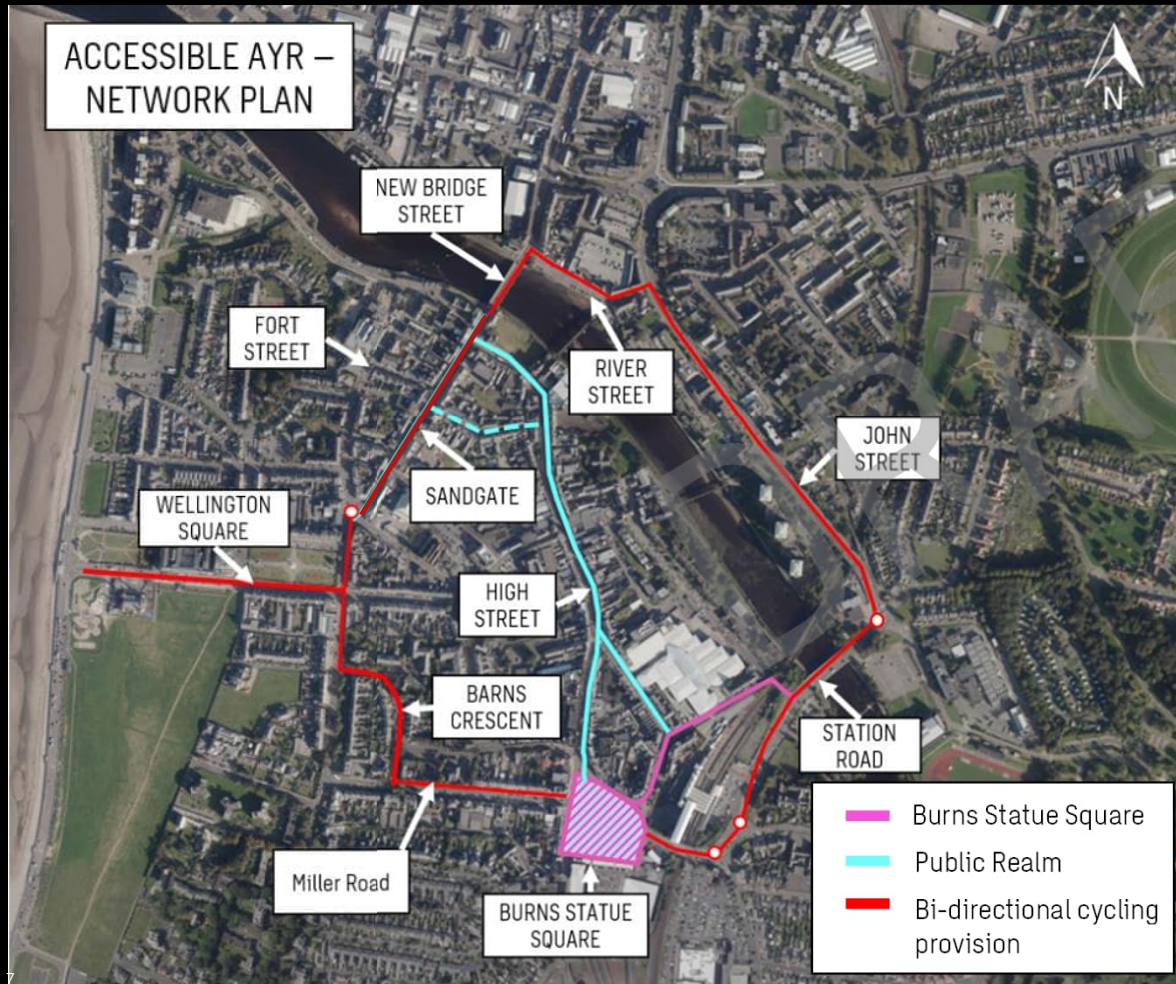 ACCESSIBLE AYR –
NETWORK PLAN
N
NEW BRIDGE
STREET
FORT
STREET
RIVER
STREET
JOHN
STREET
SANDGATE
WELLINGTON
SQUARE
HIGH
STREET
BARNS
CRESCENT
STATION
ROAD
Miller Road
BURNS STATUE
SQUARE
Burns Statue Square
Public Realm
Bi-directional cycling
provision
7